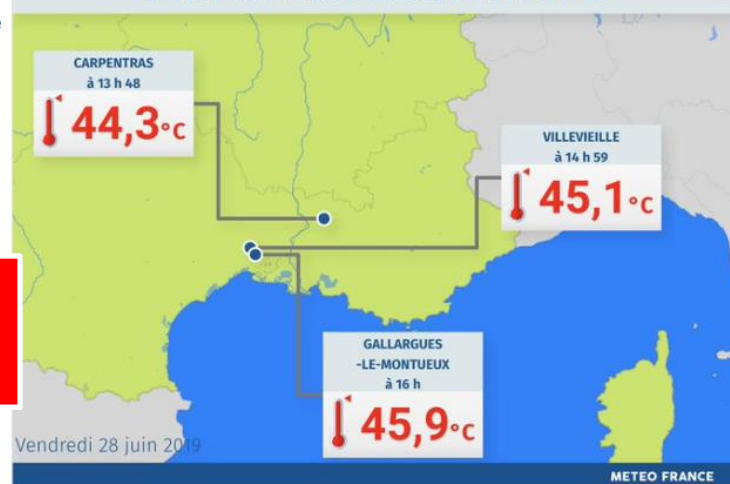 CARPENTRAS
à 13 h 48
44,3°C
VILLEVIEILLE
à 14 h 59
45,1°C
GALLARGUES
-LE-MONTUEUX
à 16 h
45,9°C
Vendredi 28 juin 2019
METEO FRANCE